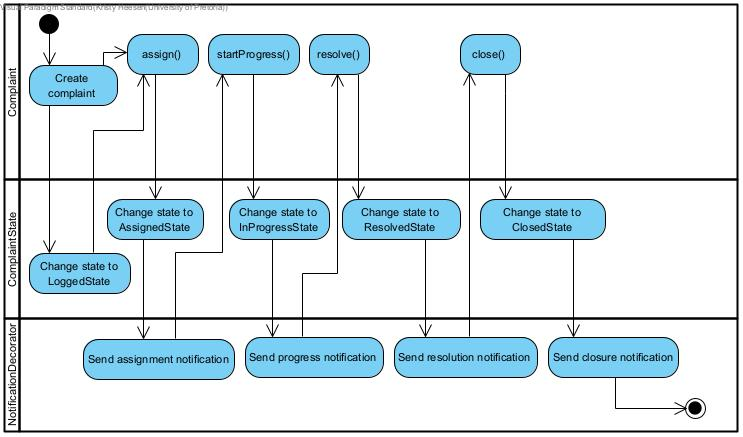 Visual Paradigm Standard(Kristy Reesen(University of Pretoria))
Complaint
Create
complaint
assign()
startProgress()
resolve()
close()
ComplaintState
Change state to
AssignedState
Change state to
InProgressState
Change state to
ResolvedState
Change state to
ClosedState
Change state to
LoggedState
NotificationDecorator
Send assignment notification
Send progress notification
Send resolution notification
Send closure notification